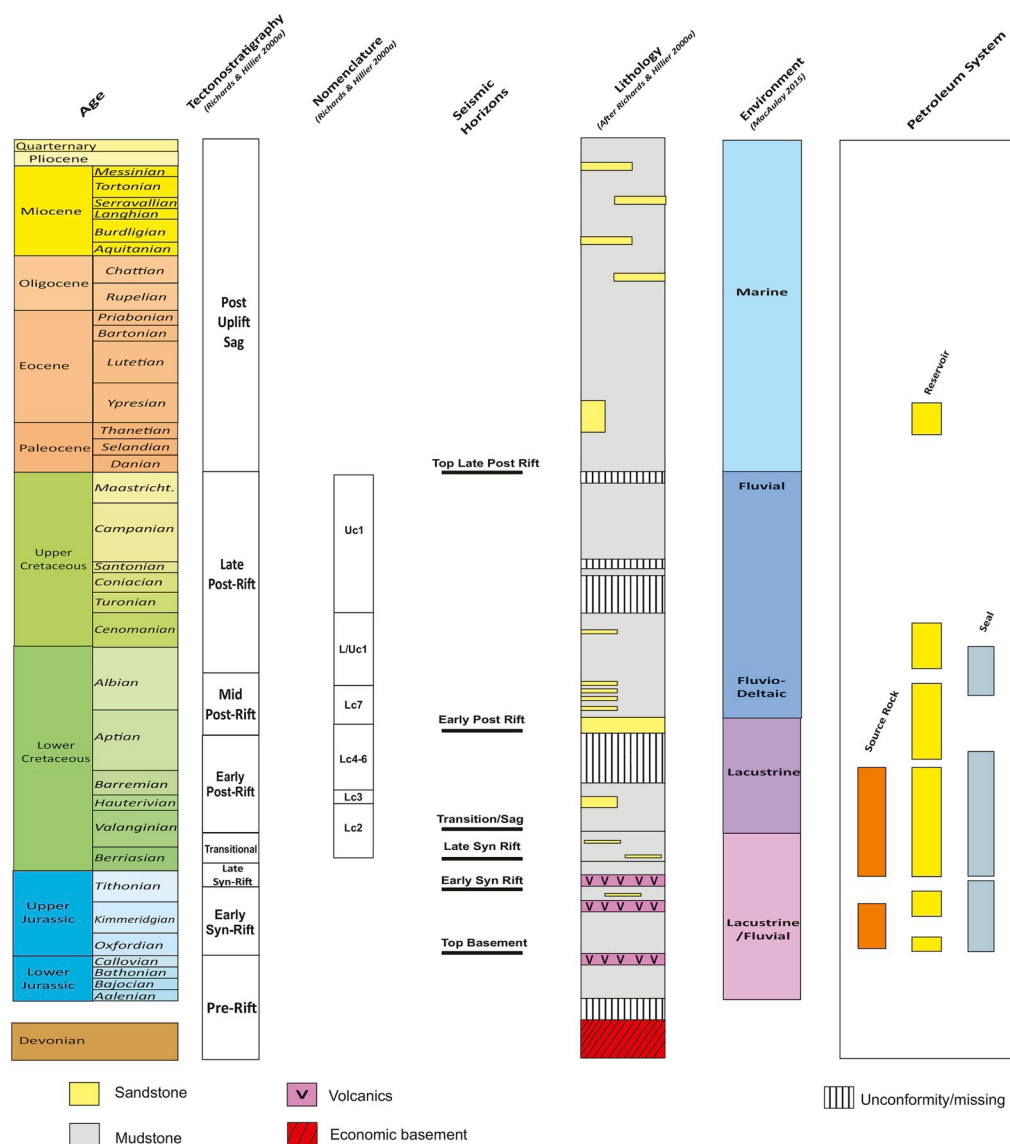 Age
Tectonostratigraphy
(Richards & Hillier 2000a)
Nomenclature
(Richards & Hillier 2000a)
Seismic
Horizons
Lithology
(After Richards & Hillier 2000a)
Environment
(MacAulay 2015)
Petroleum System
Quaternary
Pliocene
Miocene
Messinian
Tortonian
Serravallian
Langhian
Burdligian
Aquitanian
Oligocene
Chattian
Rupelian
Eocene
Priabonian
Bartonian
Lutetian
Ypresian
Paleocene
Thanetian
Selandian
Danian
Upper
Cretaceous
Maastricht.
Campanian
Santonian
Coniacian
Turonian
Cenomanian
Lower
Cretaceous
Albian
Aptian
Barremian
Hauterivian
Valanginian
Berriasian
Upper
Jurassic
Tithonian
Kimmeridgian
Oxfordian
Lower
Jurassic
Callovian
Bathonian
Bajocian
Aalenian
Devonian
Post
Uplift
Sag
Late
Post-Rift
Mid
Post-Rift
Early
Post-Rift
Transitional
Late
Syn-Rift
Early
Syn-Rift
Pre-Rift
Uc1
L/Uc1
Lc7
Lc4-6
Lc3
Lc2
Top Late Post Rift
Early Post Rift
Transition/Sag
Late Syn Rift
Early Syn Rift
Top Basement
V V V V V
V V V V V
V V V V V
Marine
Fluvial
Fluvio-
Deltaic
Lacustrine
Lacustrine
/Fluvial
Source Rock
Reservoir
Seal
Sandstone
Mudstone
V Volcanics
Economic basement
Unconformity/missing